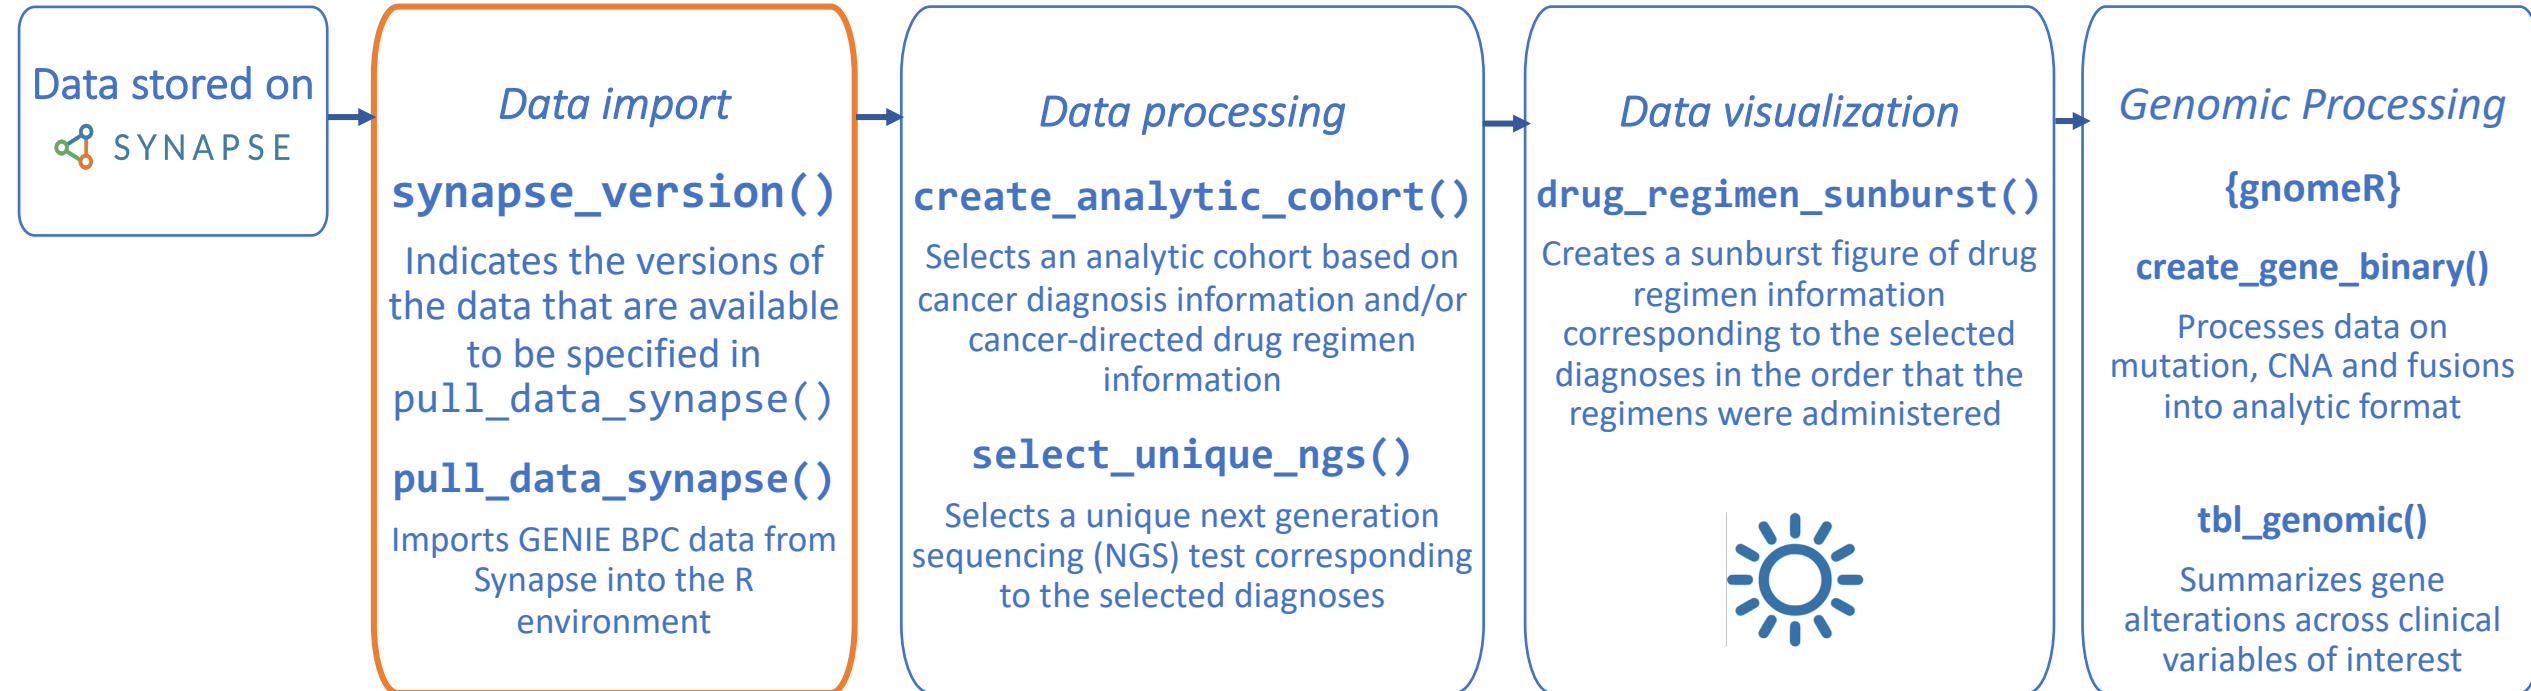 Data stored on
SYNAPSE
Data import
synapse_version()
Indicates the versions of
the data that are available
to be specified in
pull_data_synapse()
pull_data_synapse()
Imports GENIE BPC data from
Synapse into the R
environment
Data processing
create_analytic_cohort()
Selects an analytic cohort based on
cancer diagnosis information and/or
cancer-directed drug regimen
information
select_unique_ngs()
Selects a unique next generation
sequencing (NGS) test corresponding
to the selected diagnoses
Data visualization
drug_regimen_sunburst()
Creates a sunburst figure of drug
regimen information
corresponding to the selected
diagnoses in the order that the
regimens were administered
Genomic Processing
{gnomeR}
create_gene_binary()
Processes data on
mutation, CNA and fusions
into analytic format
tbl_genomic()
Summarizes gene
alterations across clinical
variables of interest